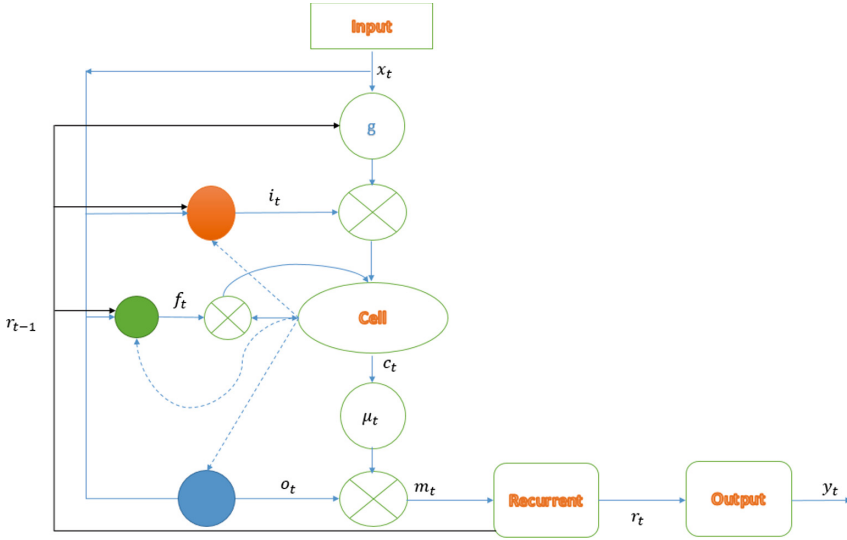 Input
x_t
g
i_t
f_t
r_{t-1}
Cell
c_t
μ_t
o_t
m_t
Recurrent
r_t
Output
y_t